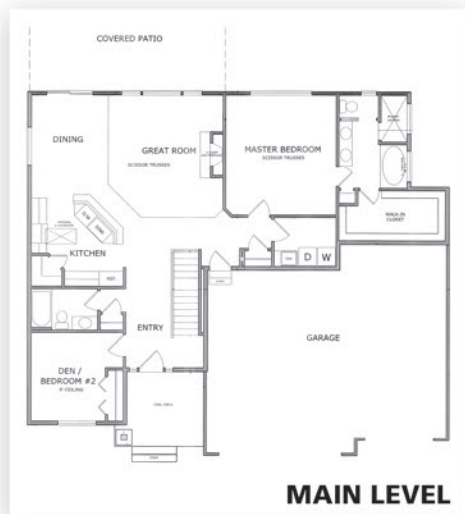 COVERED PATIO
DINING
GREAT ROOM
SCISSOR TRUSSES
MASTER BEDROOM
SCISSOR TRUSSES
WALK-IN
CLOSET
KITCHEN
REF.
D
W
ENTRY
GARAGE
DEN /
BEDROOM #2
9' CEILING
MAIN LEVEL